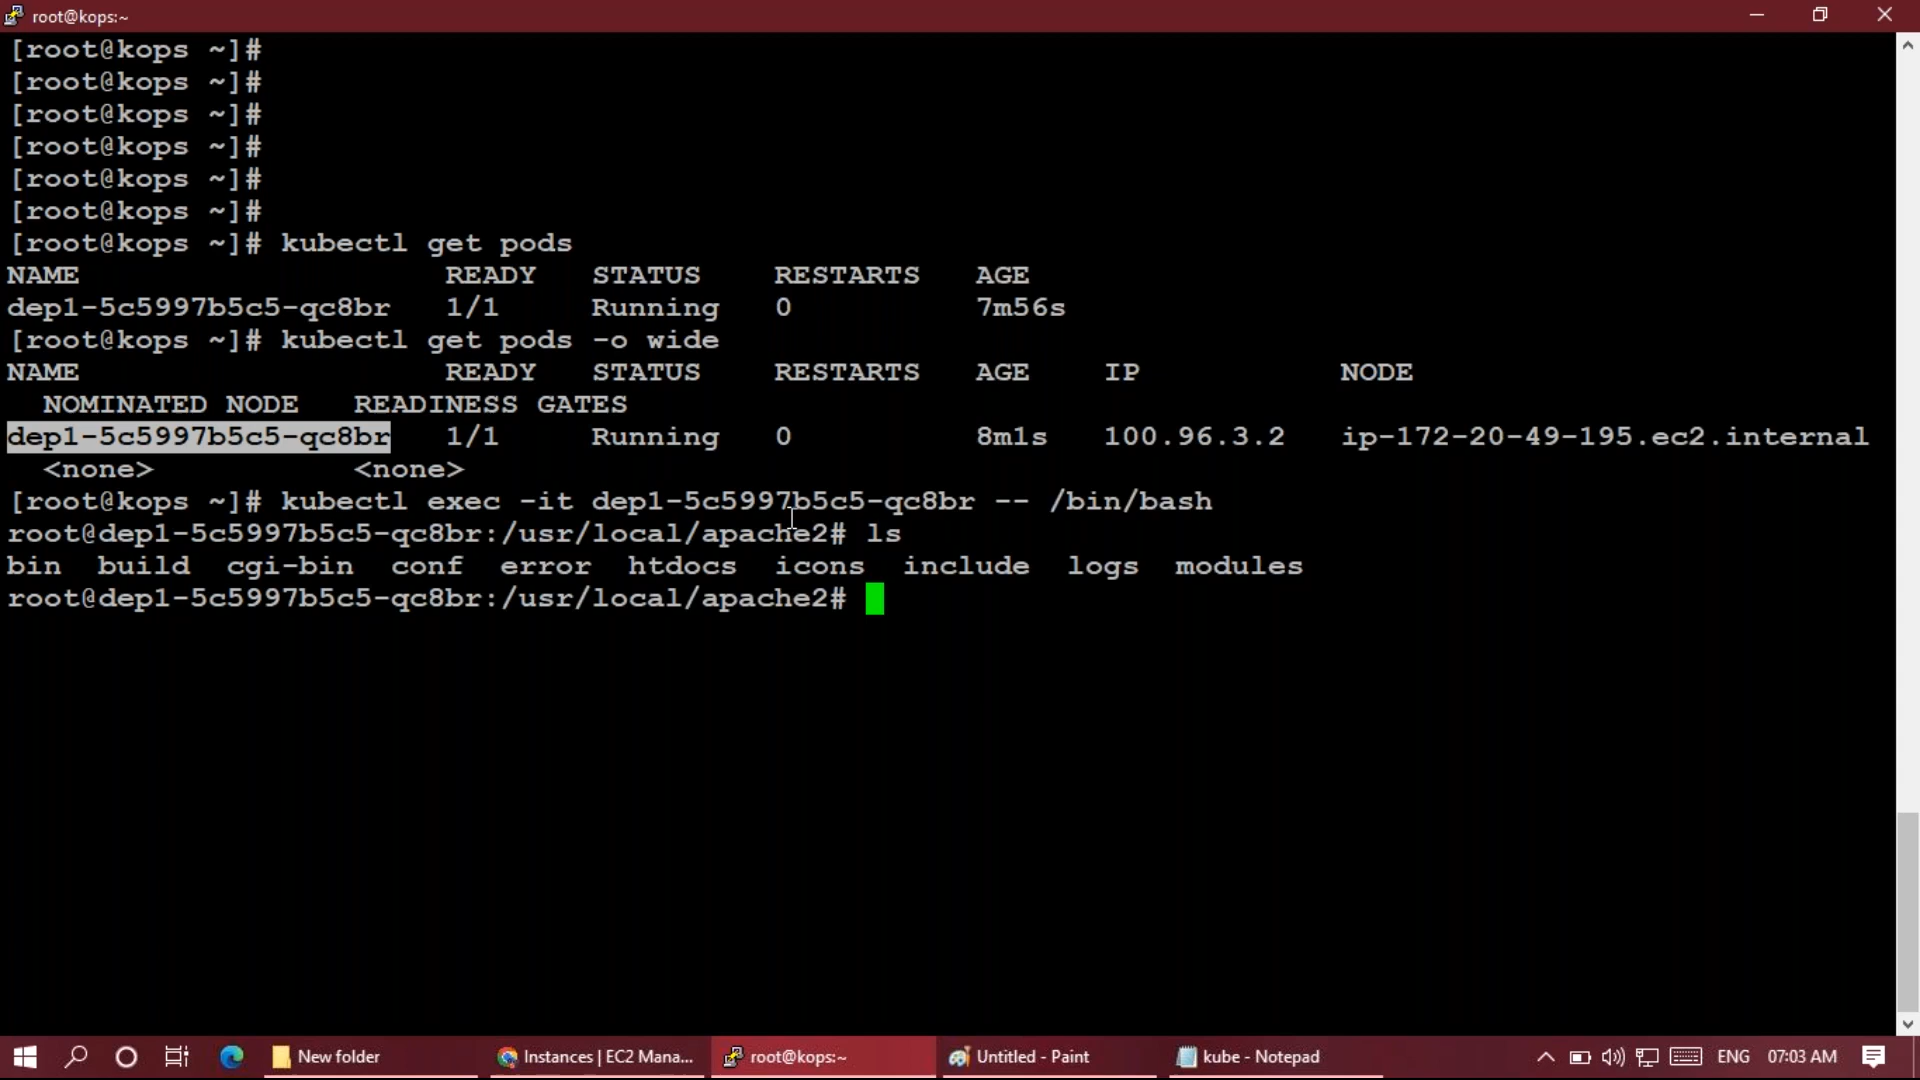 root@kops:~
[root@kops ~]#
[root@kops ~]#
[root@kops ~]#
[root@kops ~]#
[root@kops ~]#
[root@kops ~]#
[root@kops ~]# kubectl get pods
NAME READY STATUS RESTARTS AGE
dep1-5c5997b5c5-qc8br 1/1 Running 0 7m56s
[root@kops ~]# kubectl get pods -o wide
NAME READY STATUS RESTARTS AGE IP NODE
NOMINATED NODE READINESS GATES
dep1-5c5997b5c5-qc8br 1/1 Running 0 8m1s 100.96.3.2 ip-172-20-49-195.ec2.internal
<none> <none>
[root@kops ~]# kubectl exec -it dep1-5c5997b5c5-qc8br -- /bin/bash
root@dep1-5c5997b5c5-qc8br:/usr/local/apache2# ls
bin build cgi-bin conf error htdocs icons include logs modules
root@dep1-5c5997b5c5-qc8br:/usr/local/apache2#
New folder Instances | EC2 Mana... root@kops:~ Untitled - Paint kube - Notepad ENG 07:03 AM